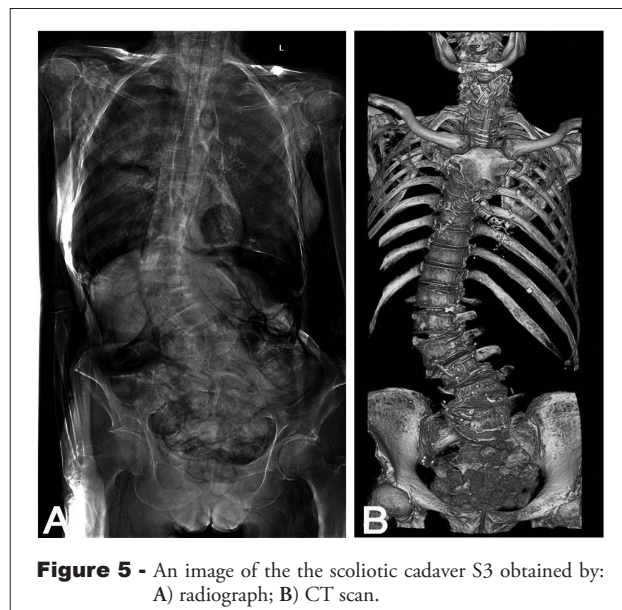 L
A
B
Figure 5 - An image of the the scoliotic cadaver S3 obtained by:
A) radiograph; B) CT scan.